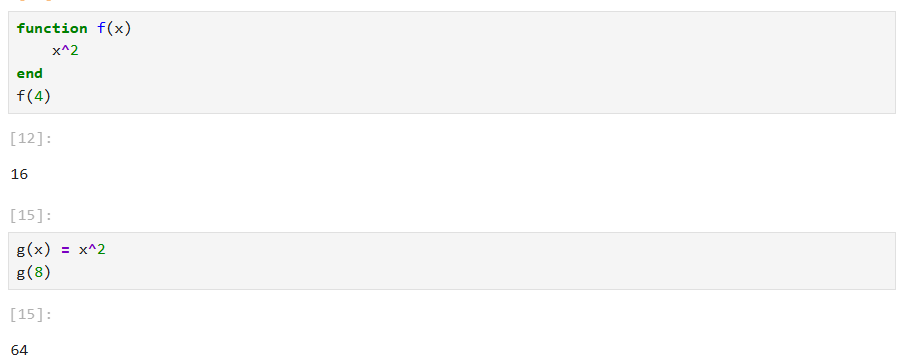 function f(x)
    x^2
end
f(4)
[12]:
16
[15]:
g(x) = x^2
g(8)
[15]:
64